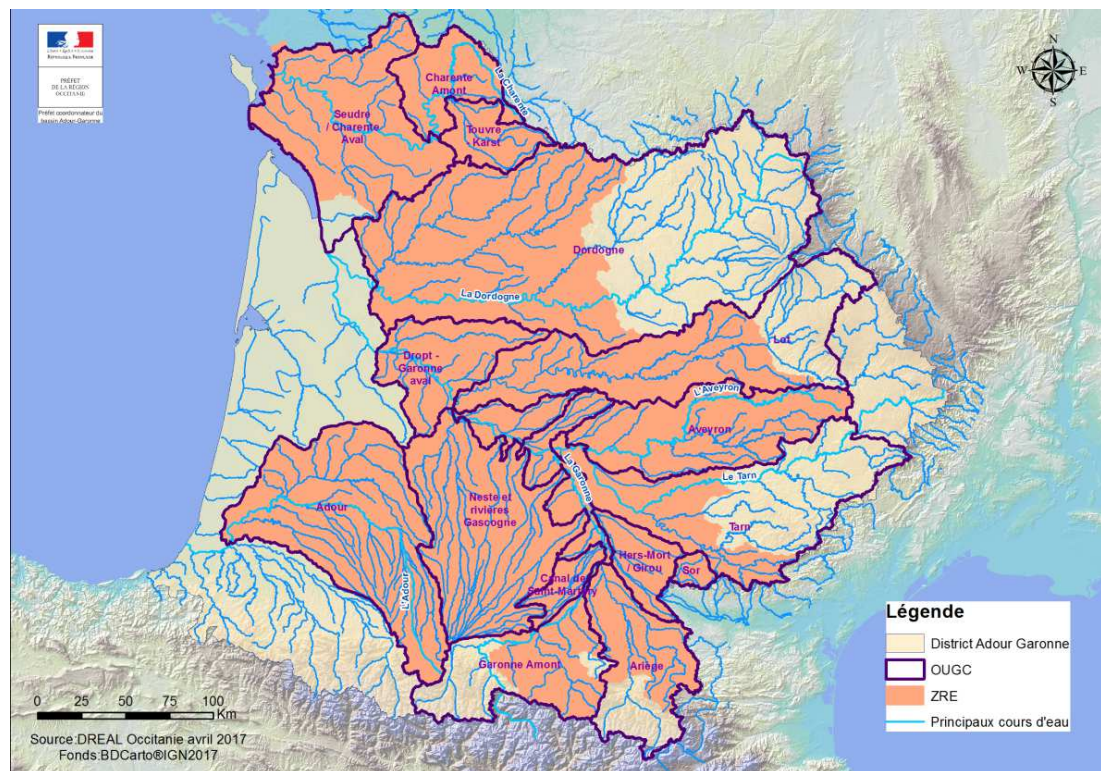 RÉPUBLIQUE FRANÇAISE
PRÉFET
DE LA RÉGION
OCCITANIE
Préfet coordonnateur du
bassin Adour-Garonne
N
W
E
S
Charente
Amont
La Charente
Seudre
/ Charente
Aval
Touvre
- Karst
Dordogne
La Dordogne
Lot
Dropt -
Garonne
aval
L'Aveyron
Aveyron
La Garonne
Le Tarn
Neste et
rivières
Gascogne
Adour
Tarn
L'Adour
Hers-Mort
/ Girou
Sor
Canal de
Saint-Martory
Garonne Amont
Ariège
Légende
District Adour Garonne
OUGC
ZRE
Principaux cours d'eau
0 25 50 75 100
Km
Source:DREAL Occitanie avril 2017
Fonds:BDCarto®IGN2017